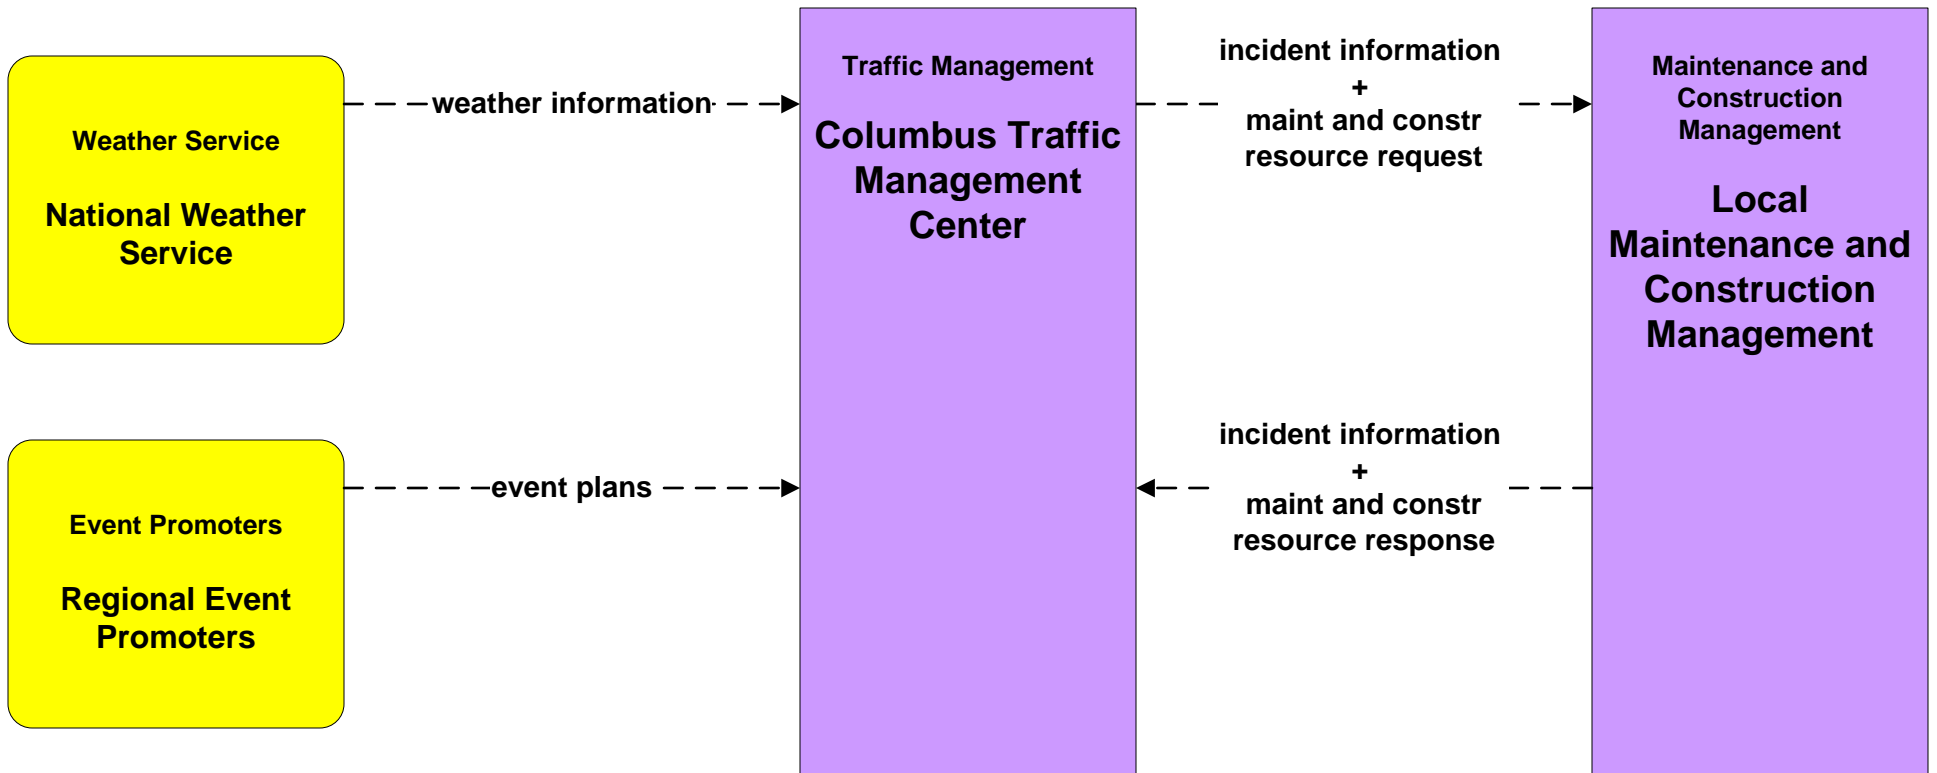 Weather Service
National Weather
Service
weather information
Event Promoters
Regional Event
Promoters
event plans
Traffic Management
Columbus Traffic
Management
Center
incident information
+
maint and constr
resource request
incident information
+
maint and constr
resource response
Maintenance and
Construction
Management
Local
Maintenance and
Construction
Management